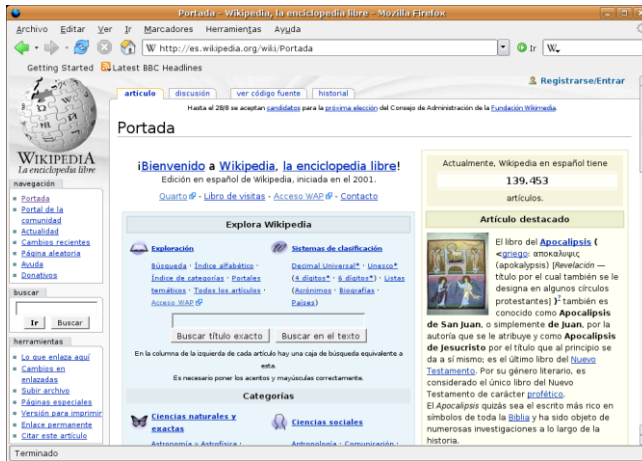 Portada - Wikipedia, la enciclopedia libre - Mozilla Firefox
Archivo Editar Ver Ir Marcadores Herramientas Ayuda
W http://es.wikipedia.org/wiki/Portada Ir W
Getting Started Latest BBC Headlines
Registrarse/Entrar
artículo discusión ver código fuente historial
Hasta el 28/8 se aceptan candidatos para la próxima elección del Consejo de Administración de la Fundación Wikimedia.
Portada
WIKIPEDIA
La enciclopedia libre
navegación
Portada
Portal de la
comunidad
Actualidad
Cambios recientes
Página aleatoria
Ayuda
Donativos
buscar
Ir Buscar
herramientas
Lo que enlaza aquí
Cambios en
enlazadas
Subir archivo
Páginas especiales
Versión para imprimir
Enlace permanente
Citar este artículo
¡Bienvenido a Wikipedia, la enciclopedia libre!
Edición en español de Wikipedia, iniciada en el 2001.
Quarto - Libro de visitas - Acceso WAP - Contacto
Explora Wikipedia
Exploración
Búsqueda · Índice alfabético ·
Índice de categorías · Portales
temáticos · Todos los artículos ·
Acceso WAP
Sistemas de clasificación
Decimal Universal* · Unesco*
(4 dígitos* · 6 dígitos*) · Listas
(Acrónimos · Biografías ·
Países)
Buscar título exacto Buscar en el texto
En la columna de la izquierda de cada artículo hay una caja de búsqueda equivalente a
esta.
Es necesario poner los acentos y mayúsculas correctamente.
Categorías
Ciencias naturales y
exactas
Astronomía y Astrofísica ·
Ciencias sociales
Antropología · Comunicación ·
Actualmente, Wikipedia en español tiene
139.453
artículos.
Artículo destacado
El libro del Apocalipsis (
<griego: αποκαλυψις
(apokalypsis) [Revelación —
título por el cual también se le
designa en algunos círculos
protestantes] ) también es
conocido como Apocalipsis
de San Juan, o simplemente de Juan, por la
autoría que se le atribuye y como Apocalipsis
de Jesucristo por el título que al principio se
da a sí mismo; es el último libro del Nuevo
Testamento. Por su género literario, es
considerado el único libro del Nuevo
Testamento de carácter profético.
El Apocalipsis quizás sea el escrito más rico en
símbolos de toda la Biblia y ha sido objeto de
numerosas investigaciones a lo largo de la
historia.
Terminado